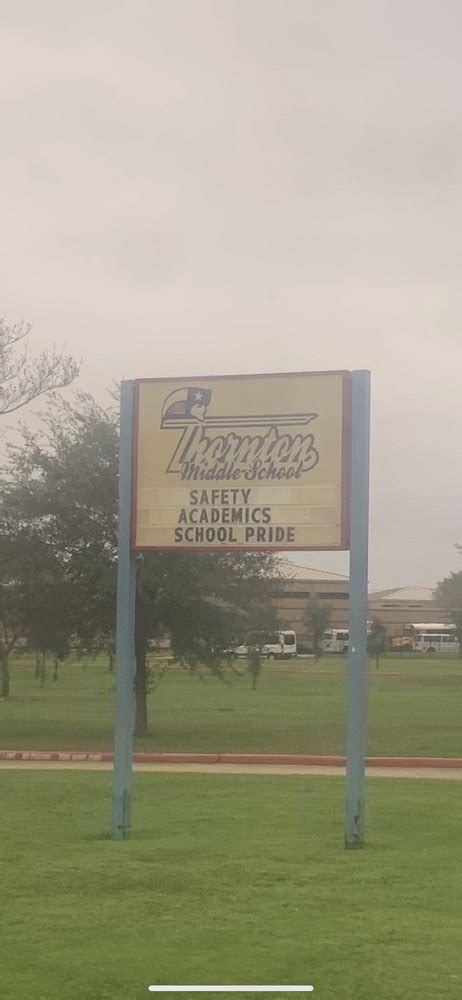 Thornton
Middle School
SAFETY
ACADEMICS
SCHOOL PRIDE